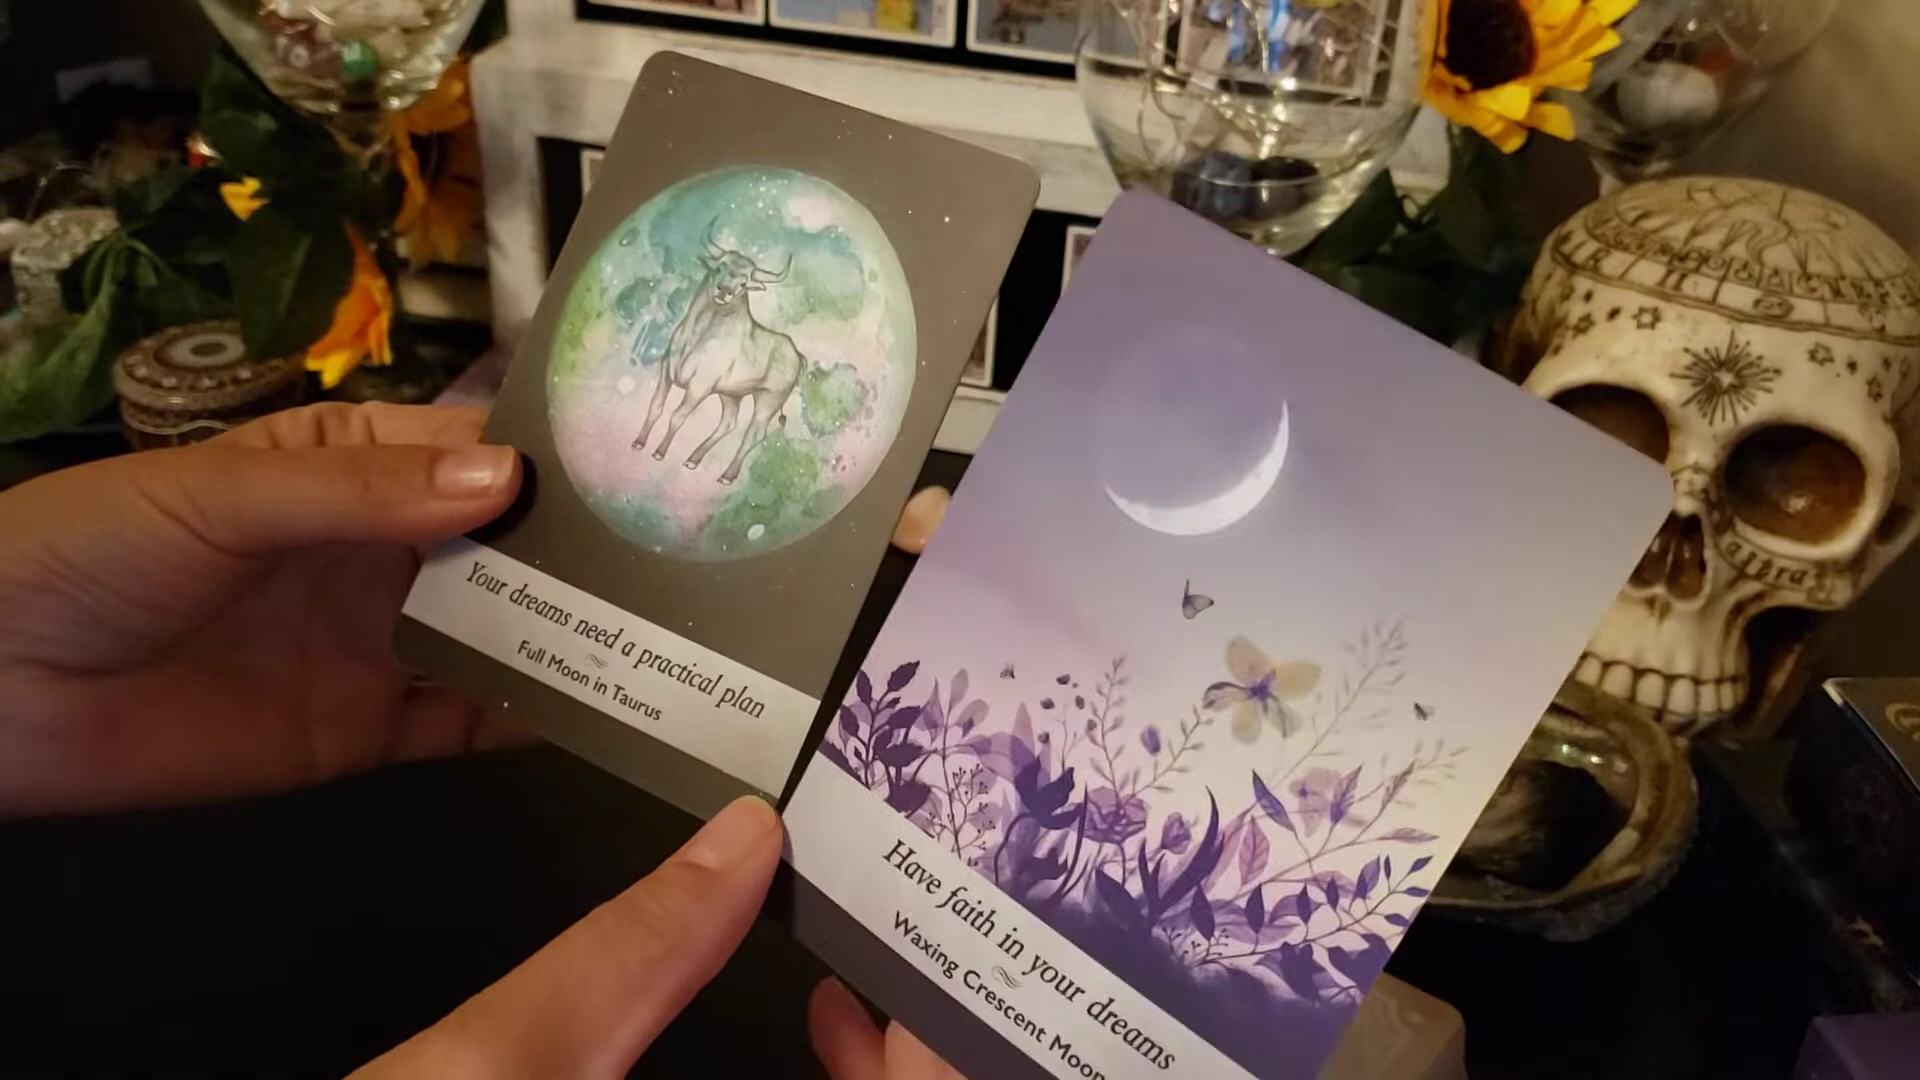 Your dreams need a practical plan
Full Moon in Taurus
Have faith in your dreams
Waxing Crescent Moon